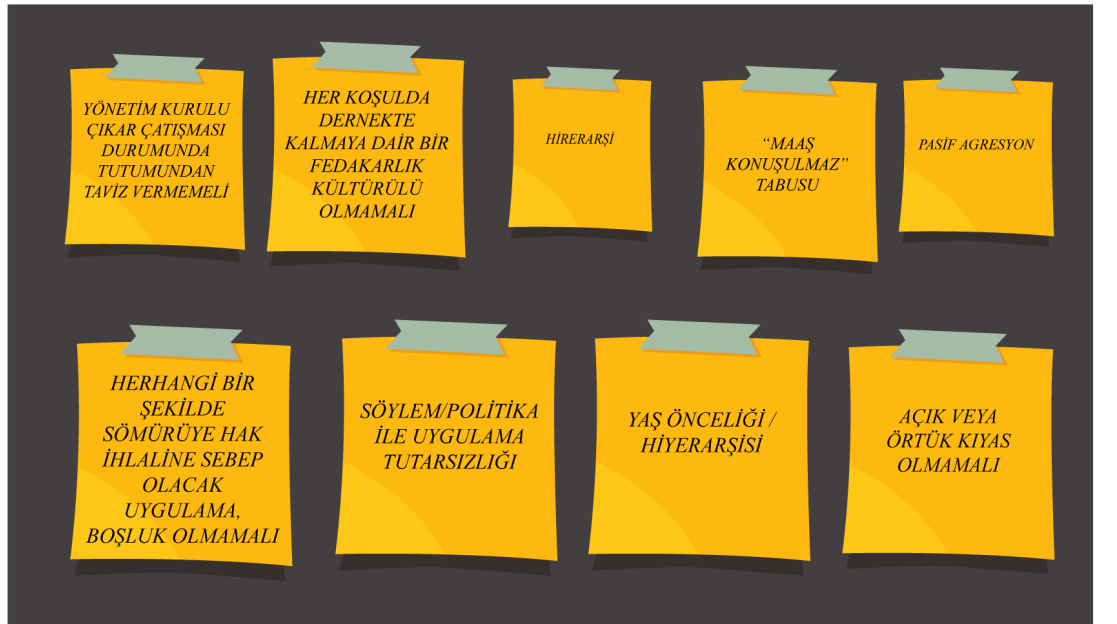 YÖNETİM KURULU
ÇIKAR ÇATIŞMASI
DURUMUNDA
TUTUMUNDAN
TAVİZ VERMEMELİ
HER KOŞULDA
DERNEKTE
KALMAYA DAİR BİR
FEDAKARLIK
KÜLTÜRÜLÜ
OLMAMALI
HİRERARŞİ
“MAAŞ
KONUŞULMAZ”
TABUSU
PASİF AGRESYON
HERHANGİ BİR
ŞEKİLDE
SÖMÜRÜYE HAK
İHLALİNE SEBEP
OLACAK
UYGULAMA,
BOŞLUK OLMAMALI
SÖYLEM/POLİTİKA
İLE UYGULAMA
TUTARSIZLIĞI
YAŞ ÖNCELİĞİ /
HİYERARŞİSİ
AÇIK VEYA
ÖRTÜK KIYAS
OLMAMALI